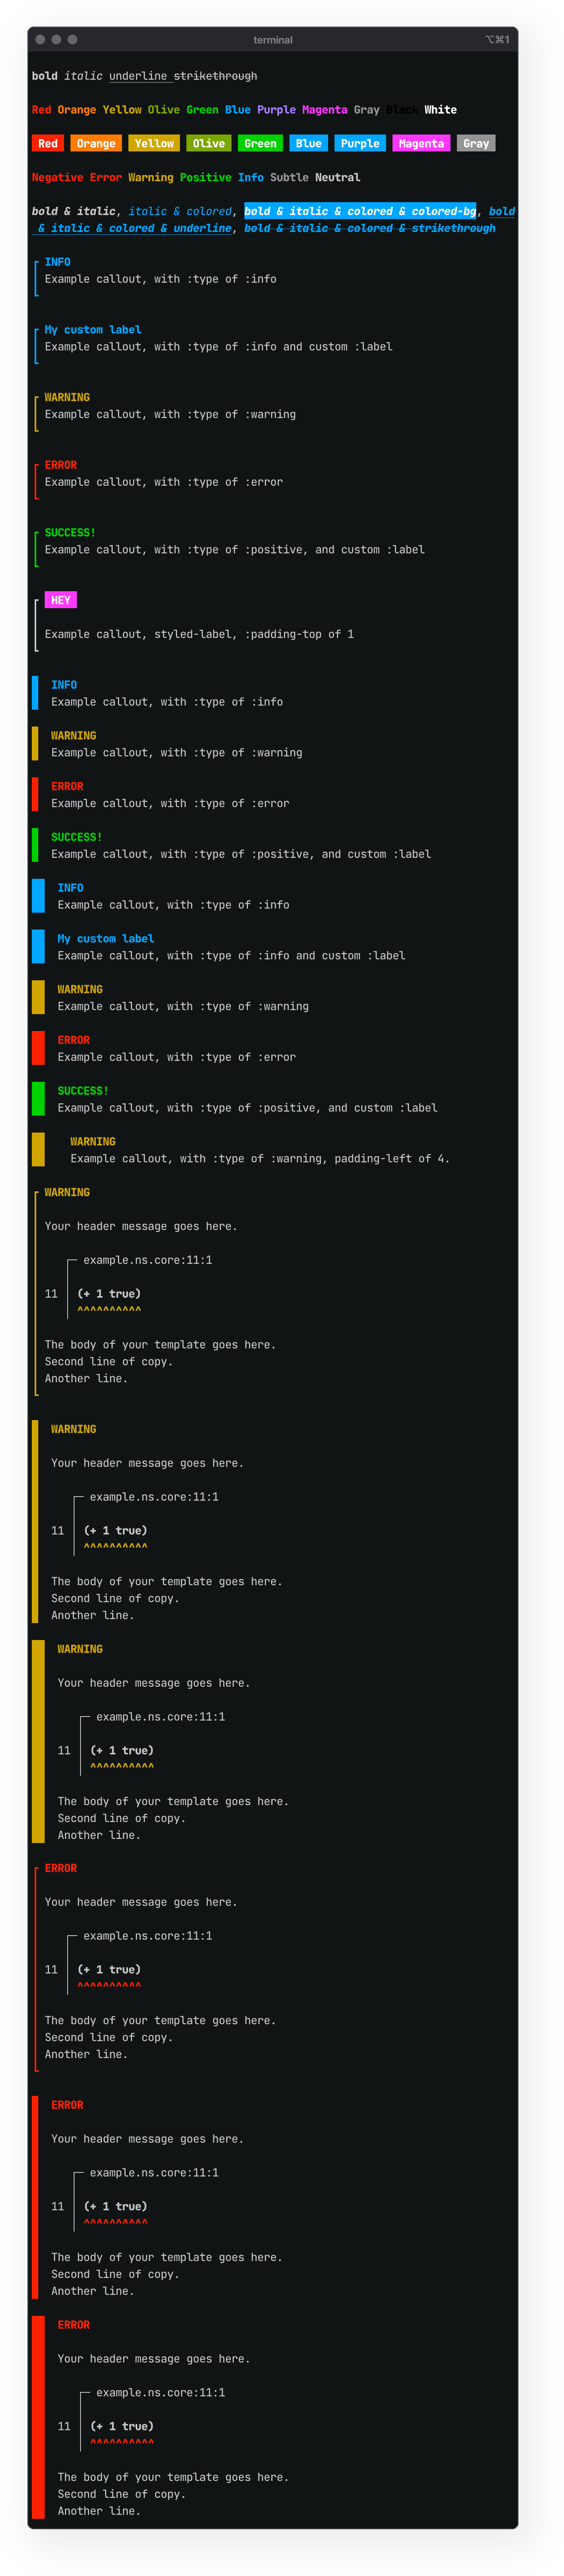 terminal
⌥⌘1
bold italic underline strikethrough
Red Orange Yellow Olive Green Blue Purple Magenta Gray Black White
Red Orange Yellow Olive Green Blue Purple Magenta Gray
Negative Error Warning Positive Info Subtle Neutral
bold & italic, italic & colored, bold & italic & colored & colored-bg, bold
& italic & colored & underline, bold & italic & colored & strikethrough
INFO
Example callout, with :type of :info
My custom label
Example callout, with :type of :info and custom :label
WARNING
Example callout, with :type of :warning
ERROR
Example callout, with :type of :error
SUCCESS!
Example callout, with :type of :positive, and custom :label
HEY
Example callout, styled-label, :padding-top of 1
INFO
Example callout, with :type of :info
WARNING
Example callout, with :type of :warning
ERROR
Example callout, with :type of :error
SUCCESS!
Example callout, with :type of :positive, and custom :label
INFO
Example callout, with :type of :info
My custom label
Example callout, with :type of :info and custom :label
WARNING
Example callout, with :type of :warning
ERROR
Example callout, with :type of :error
SUCCESS!
Example callout, with :type of :positive, and custom :label
WARNING
Example callout, with :type of :warning, padding-left of 4.
WARNING
Your header message goes here.
example.ns.core:11:1
11 (+ 1 true)
^^^^^^^^^^
The body of your template goes here.
Second line of copy.
Another line.
WARNING
Your header message goes here.
example.ns.core:11:1
11 (+ 1 true)
^^^^^^^^^^
The body of your template goes here.
Second line of copy.
Another line.
WARNING
Your header message goes here.
example.ns.core:11:1
11 (+ 1 true)
^^^^^^^^^^
The body of your template goes here.
Second line of copy.
Another line.
ERROR
Your header message goes here.
example.ns.core:11:1
11 (+ 1 true)
^^^^^^^^^^
The body of your template goes here.
Second line of copy.
Another line.
ERROR
Your header message goes here.
example.ns.core:11:1
11 (+ 1 true)
^^^^^^^^^^
The body of your template goes here.
Second line of copy.
Another line.
ERROR
Your header message goes here.
example.ns.core:11:1
11 (+ 1 true)
^^^^^^^^^^
The body of your template goes here.
Second line of copy.
Another line.